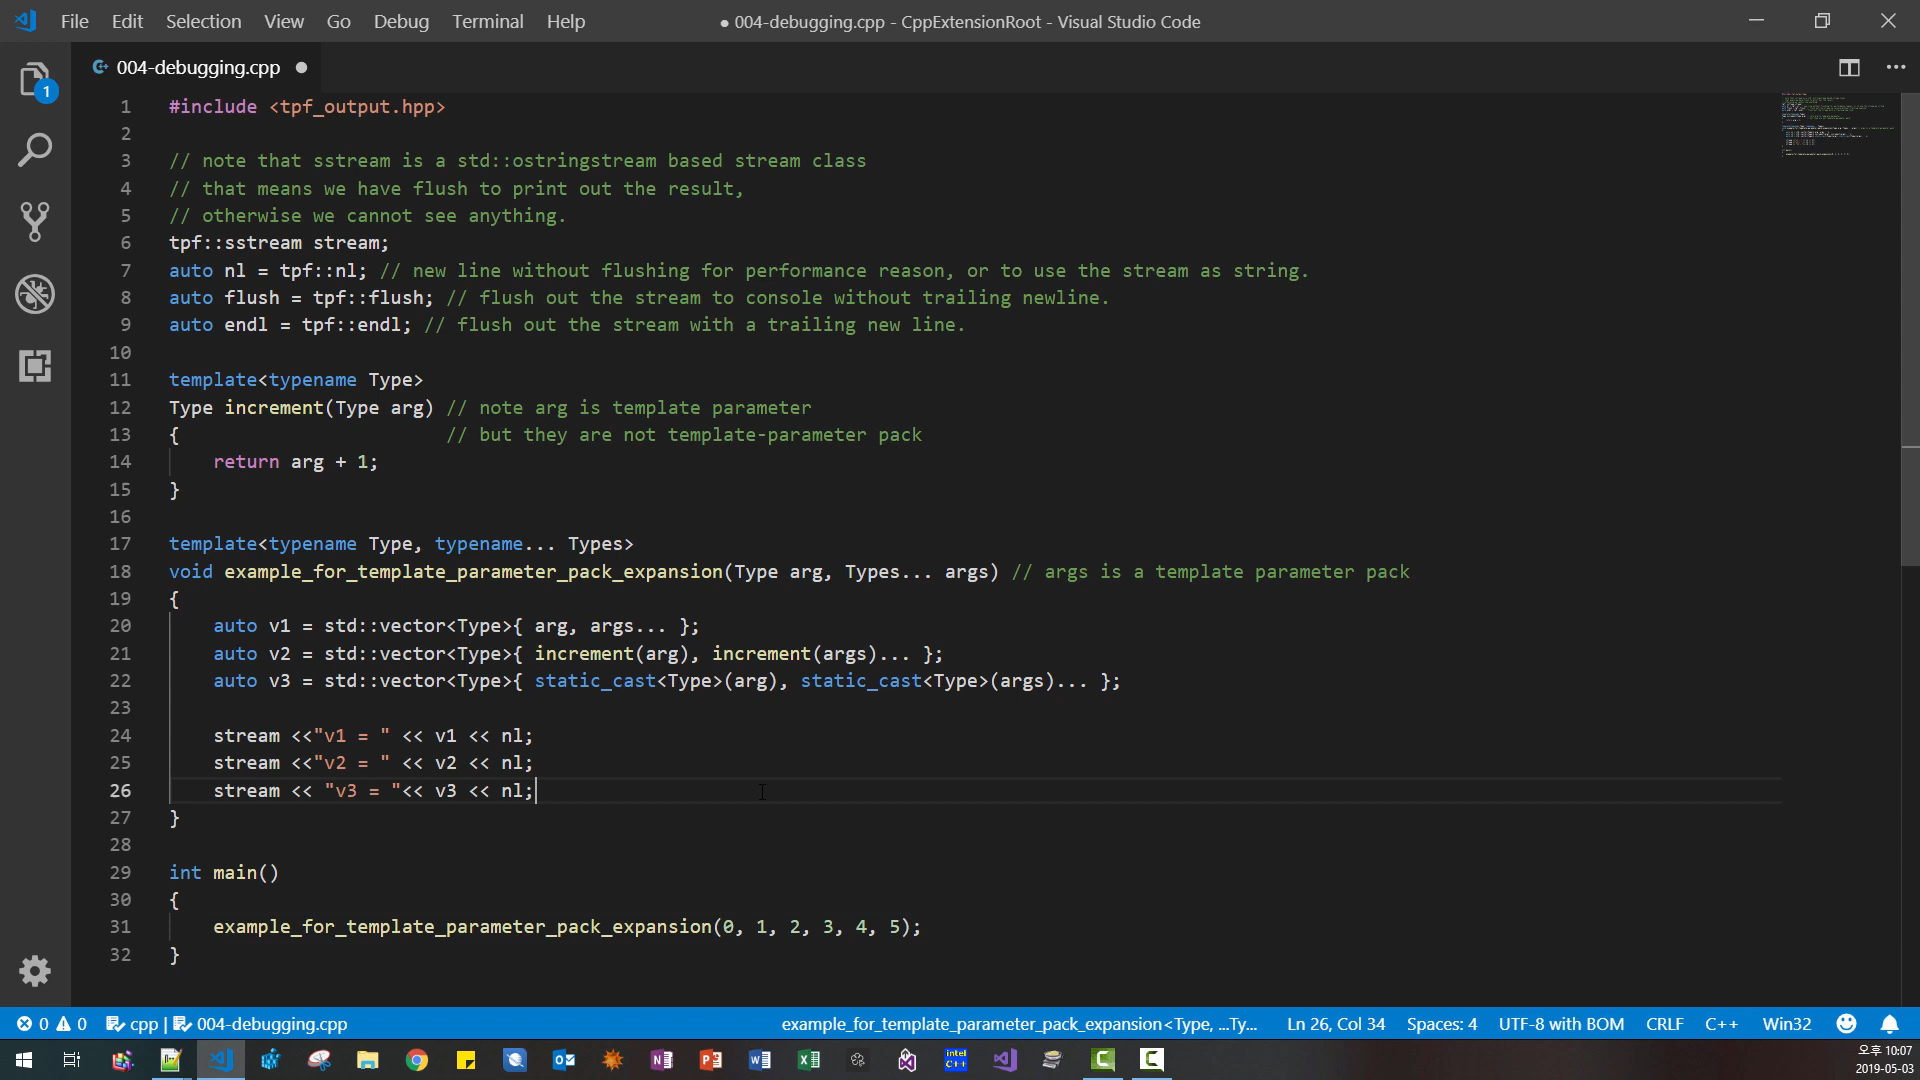 File Edit Selection View Go Debug Terminal Help ● 004-debugging.cpp - CppExtensionRoot - Visual Studio Code
004-debugging.cpp
1
1 #include <tpf_output.hpp>
2
3 // note that sstream is a std::ostringstream based stream class
4 // that means we have flush to print out the result,
5 // otherwise we cannot see anything.
6 tpf::sstream stream;
7 auto nl = tpf::nl; // new line without flushing for performance reason, or to use the stream as string.
8 auto flush = tpf::flush; // flush out the stream to console without trailing newline.
9 auto endl = tpf::endl; // flush out the stream with a trailing new line.
10
11 template<typename Type>
12 Type increment(Type arg) // note arg is template parameter
13 {                        // but they are not template-parameter pack
14     return arg + 1;
15 }
16
17 template<typename Type, typename... Types>
18 void example_for_template_parameter_pack_expansion(Type arg, Types... args) // args is a template parameter pack
19 {
20     auto v1 = std::vector<Type>{ arg, args... };
21     auto v2 = std::vector<Type>{ increment(arg), increment(args)... };
22     auto v3 = std::vector<Type>{ static_cast<Type>(arg), static_cast<Type>(args)... };
23
24     stream <<"v1 = " << v1 << nl;
25     stream <<"v2 = " << v2 << nl;
26     stream << "v3 = "<< v3 << nl;
27 }
28
29 int main()
30 {
31     example_for_template_parameter_pack_expansion(0, 1, 2, 3, 4, 5);
32 }
0 0 cpp | 004-debugging.cpp example_for_template_parameter_pack_expansion<Type, ...Ty... Ln 26, Col 34 Spaces: 4 UTF-8 with BOM CRLF C++ Win32
intel C++
오후 10:07
2019-05-03